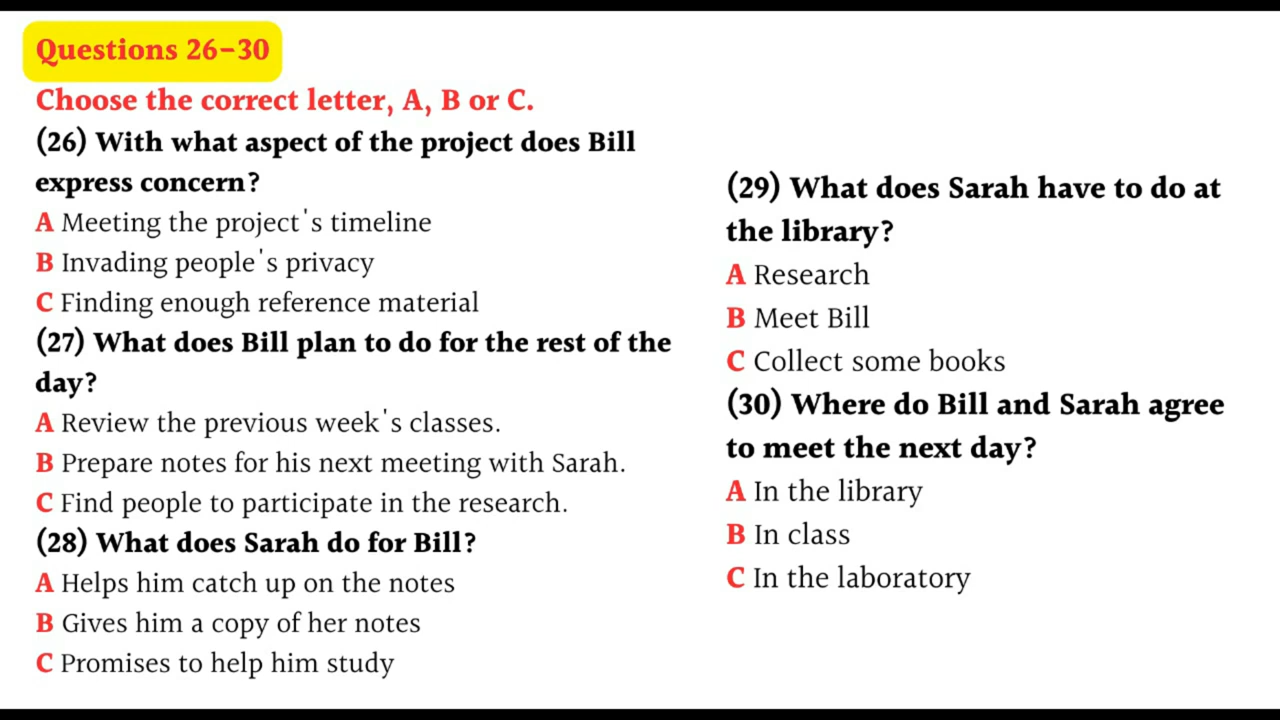 Questions 26–30
Choose the correct letter, A, B or C.
(26) With what aspect of the project does Bill
express concern?
A Meeting the project's timeline
B Invading people's privacy
C Finding enough reference material
(27) What does Bill plan to do for the rest of the
day?
A Review the previous week's classes.
B Prepare notes for his next meeting with Sarah.
C Find people to participate in the research.
(28) What does Sarah do for Bill?
A Helps him catch up on the notes
B Gives him a copy of her notes
C Promises to help him study
(29) What does Sarah have to do at
the library?
A Research
B Meet Bill
C Collect some books
(30) Where do Bill and Sarah agree
to meet the next day?
A In the library
B In class
C In the laboratory